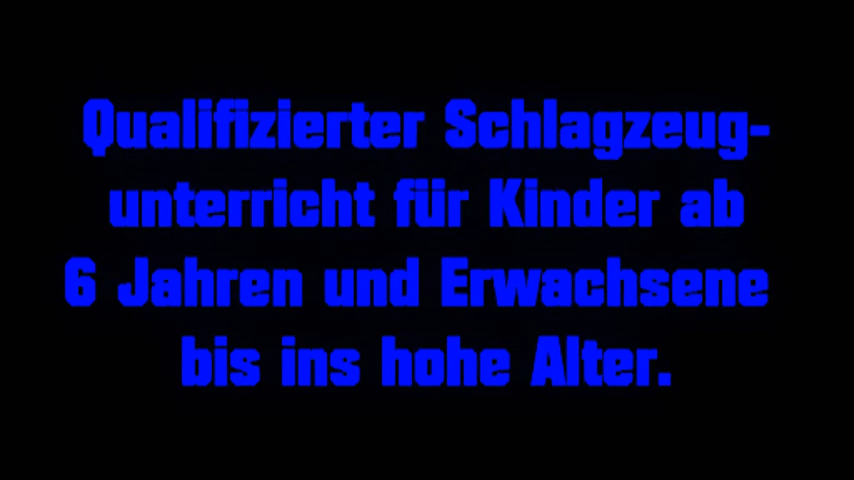 Qualifizierter Schlagzeug-
unterricht für Kinder ab
6 Jahren und Erwachsene
bis ins hohe Alter.